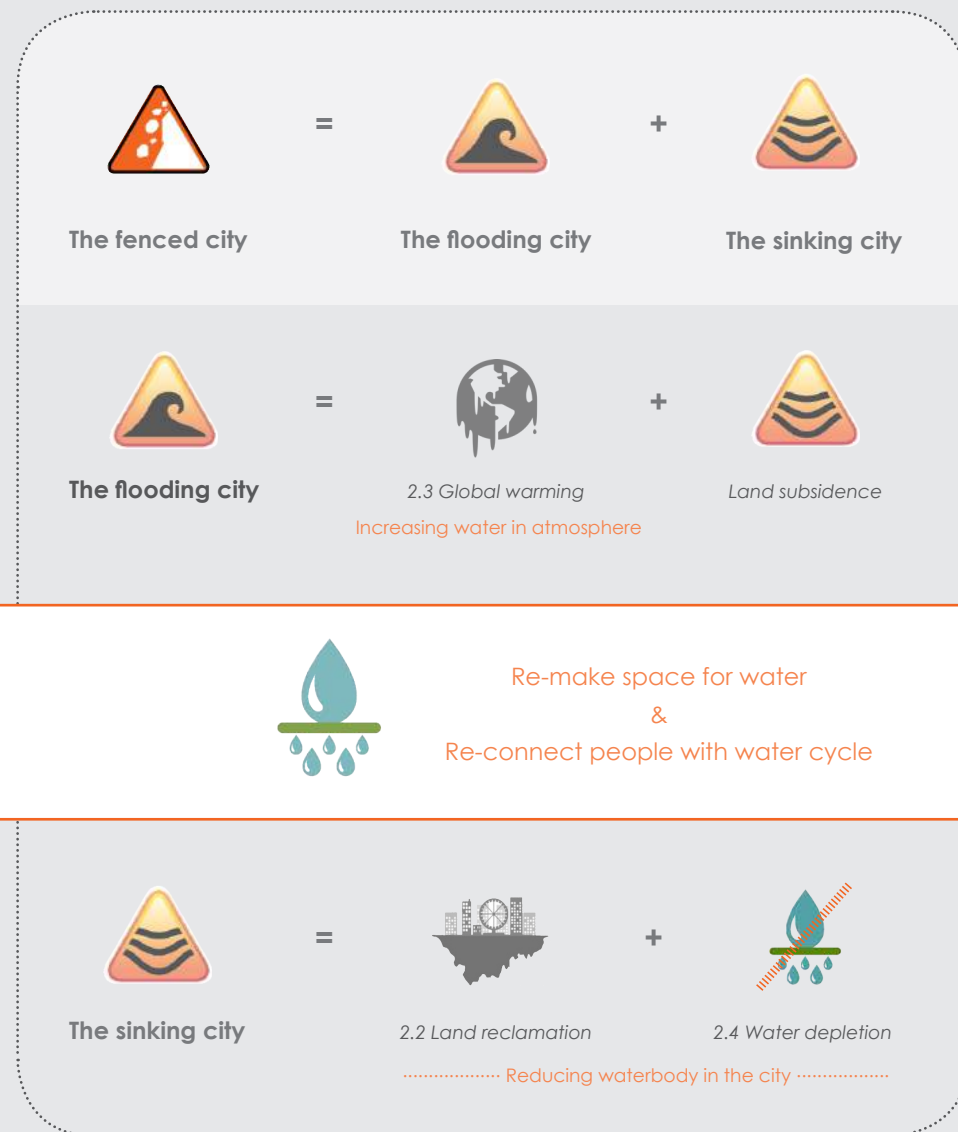 = +
The fenced city The flooding city The sinking city
= +
The flooding city 2.3 Global warming Land subsidence
Increasing water in atmosphere
Re-make space for water
&
Re-connect people with water cycle
= +
The sinking city 2.2 Land reclamation 2.4 Water depletion
Reducing waterbody in the city